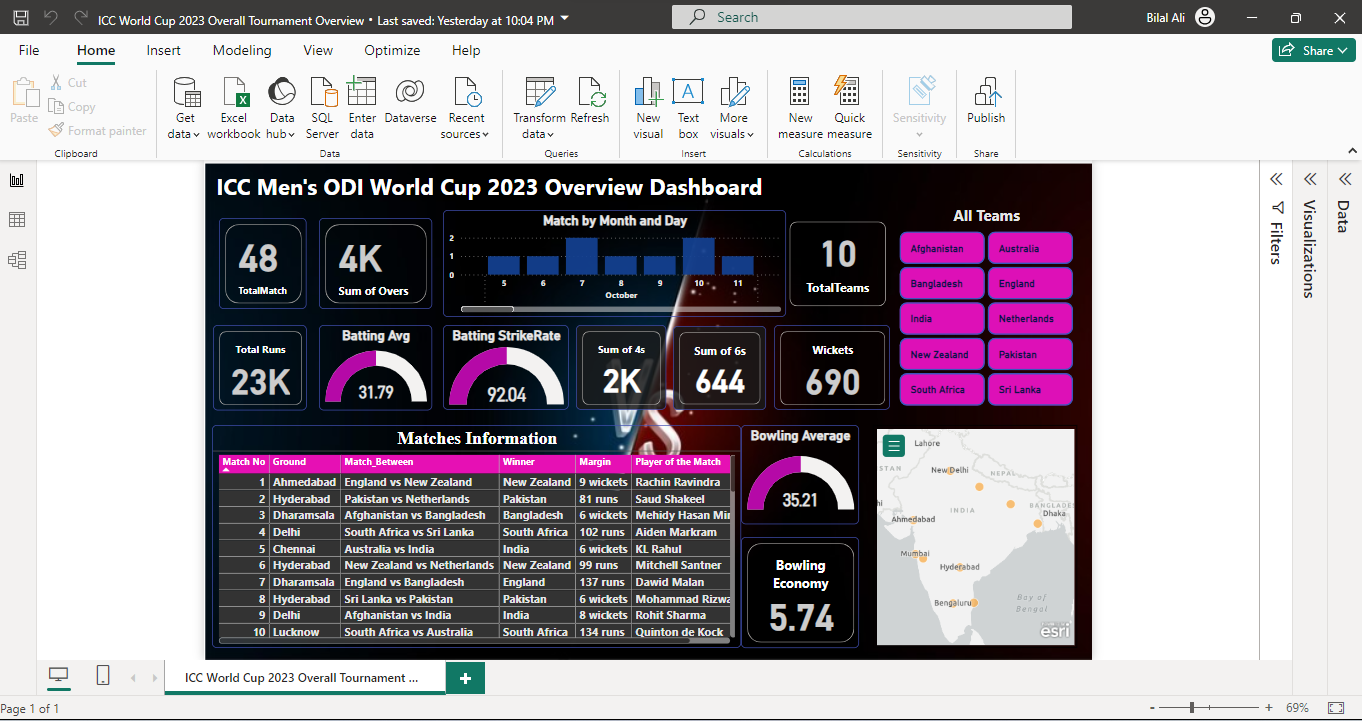 ICC World Cup 2023 Overall Tournament Overview • Last saved: Yesterday at 10:04 PM
Search
Bilal Ali
File Home Insert Modeling View Optimize Help
Share
Paste
Cut
Copy
Format painter
Clipboard
Get data
Excel workbook
Data hub
SQL Server
Enter data
Dataverse
Recent sources
Data
Transform data
Refresh
Queries
New visual
Text box
More visuals
Insert
New measure
Quick measure
Calculations
Sensitivity
Sensitivity
Publish
Share
ICC Men's ODI World Cup 2023 Overview Dashboard
48
TotalMatch
4K
Sum of Overs
Match by Month and Day
2
1
0
5 6 7 8 9 10 11
October
10
TotalTeams
All Teams
Afghanistan Australia
Bangladesh England
India Netherlands
New Zealand Pakistan
South Africa Sri Lanka
Total Runs
23K
Batting Avg
31.79
Batting StrikeRate
92.04
Sum of 4s
2K
Sum of 6s
644
Wickets
690
VS
Matches Information
Match No Ground Match_Between Winner Margin Player of the Match
1 Ahmedabad England vs New Zealand New Zealand 9 wickets Rachin Ravindra
2 Hyderabad Pakistan vs Netherlands Pakistan 81 runs Saud Shakeel
3 Dharamsala Afghanistan vs Bangladesh Bangladesh 6 wickets Mehidy Hasan Mir
4 Delhi South Africa vs Sri Lanka South Africa 102 runs Aiden Markram
5 Chennai Australia vs India India 6 wickets KL Rahul
6 Hyderabad New Zealand vs Netherlands New Zealand 99 runs Mitchell Santner
7 Dharamsala England vs Bangladesh England 137 runs Dawid Malan
8 Hyderabad Sri Lanka vs Pakistan Pakistan 6 wickets Mohammad Rizwa
9 Delhi Afghanistan vs India India 8 wickets Rohit Sharma
10 Lucknow South Africa vs Australia South Africa 134 runs Quinton de Kock
Bowling Average
35.21
Bowling Economy
5.74
Lahore
STAN
New Delhi
NEPAL
INDIA
BANGLADES
Dhaka
Ahmedabad
Mumbai
Hyderabad
Bengaluru
Bay of
Bengal
esri
Filters
Visualizations
Data
ICC World Cup 2023 Overall Tournament ...
Page 1 of 1
- + 69%